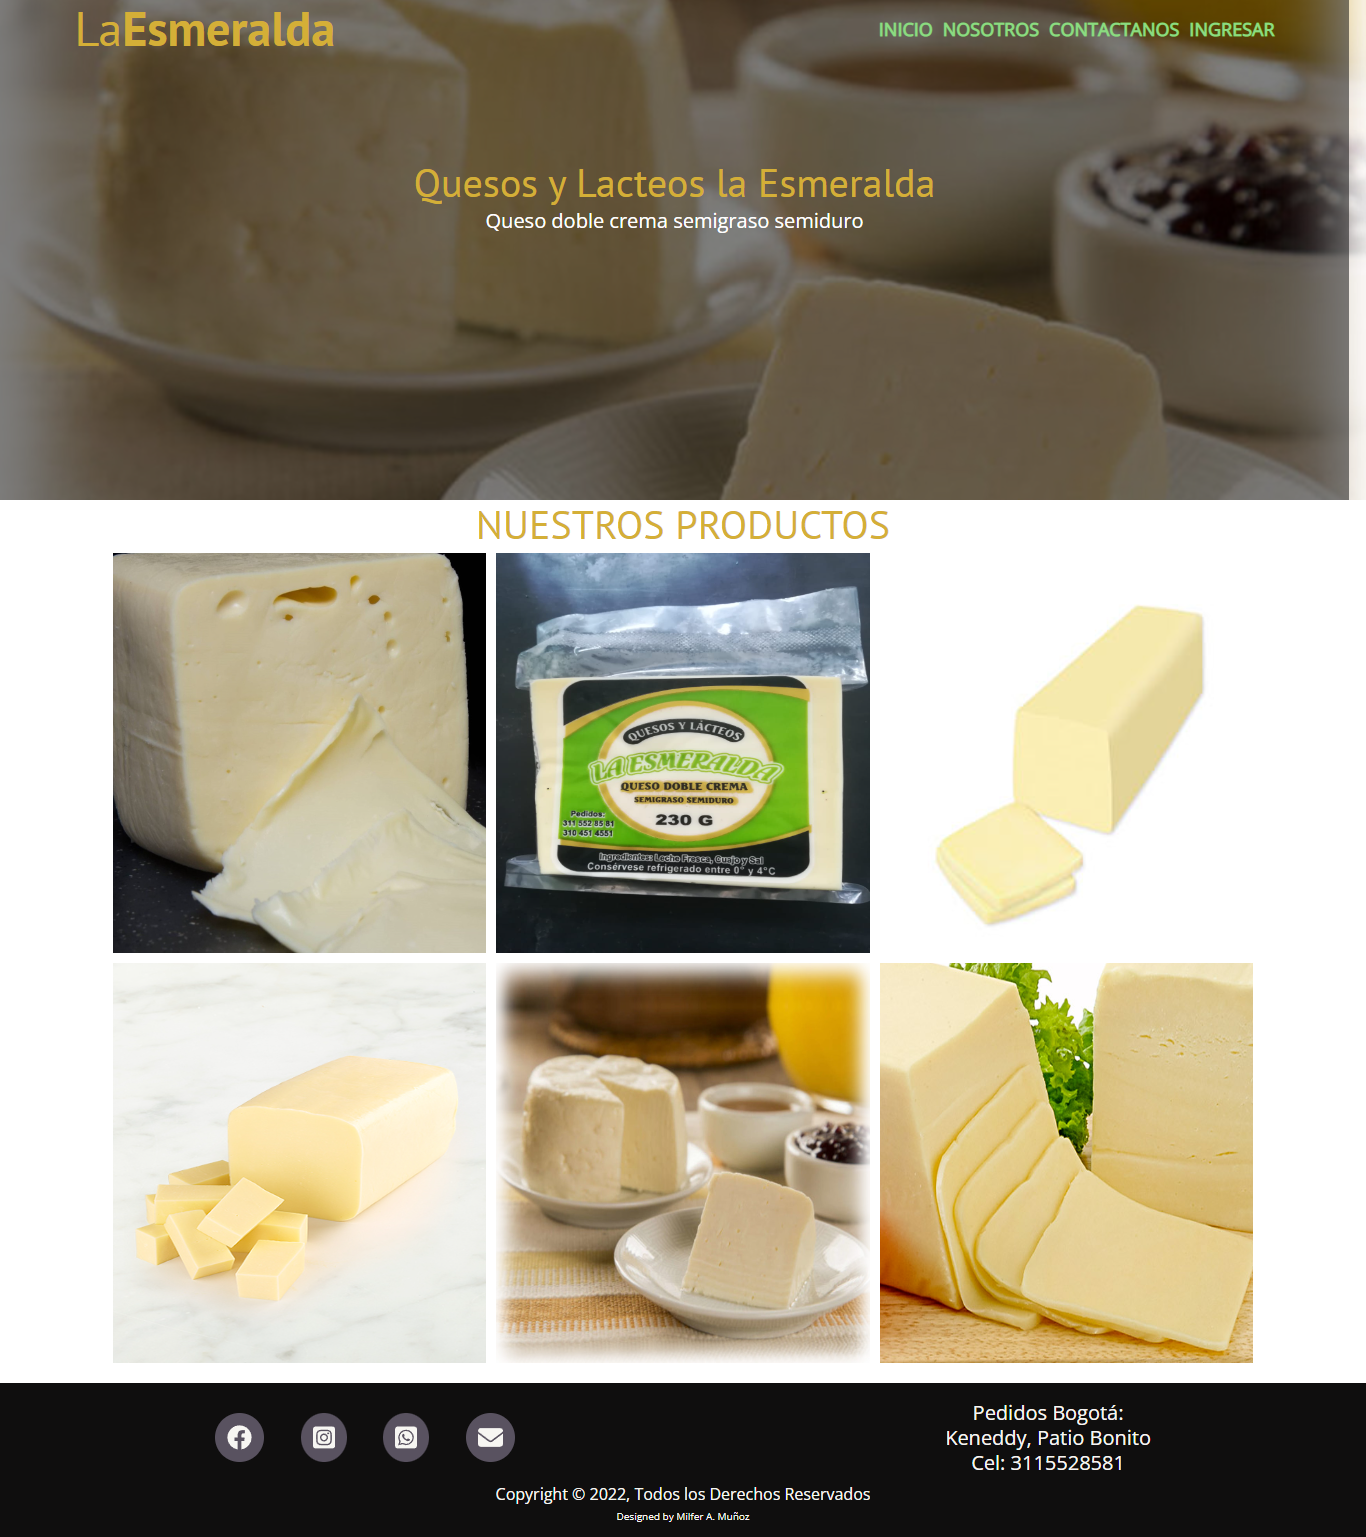 LaEsmeralda
INICIO NOSOTROS CONTACTANOS INGRESAR
Quesos y Lacteos la Esmeralda
Queso doble crema semigraso semiduro
NUESTROS PRODUCTOS
QUESOS Y LÁCTEOS
LA ESMERALDA
QUESO DOBLE CREMA
SEMIGRASO SEMIDURO
230 G
Pedidos:
311 552 85 81
310 451 4551
Ingredientes: Leche Fresca, Cuajo y Sal
Consérvese refrigerado entre 0° y 4°C
Pedidos Bogotá:
Keneddy, Patio Bonito
Cel: 3115528581
Copyright © 2022, Todos los Derechos Reservados
Designed by Milfer A. Muñoz